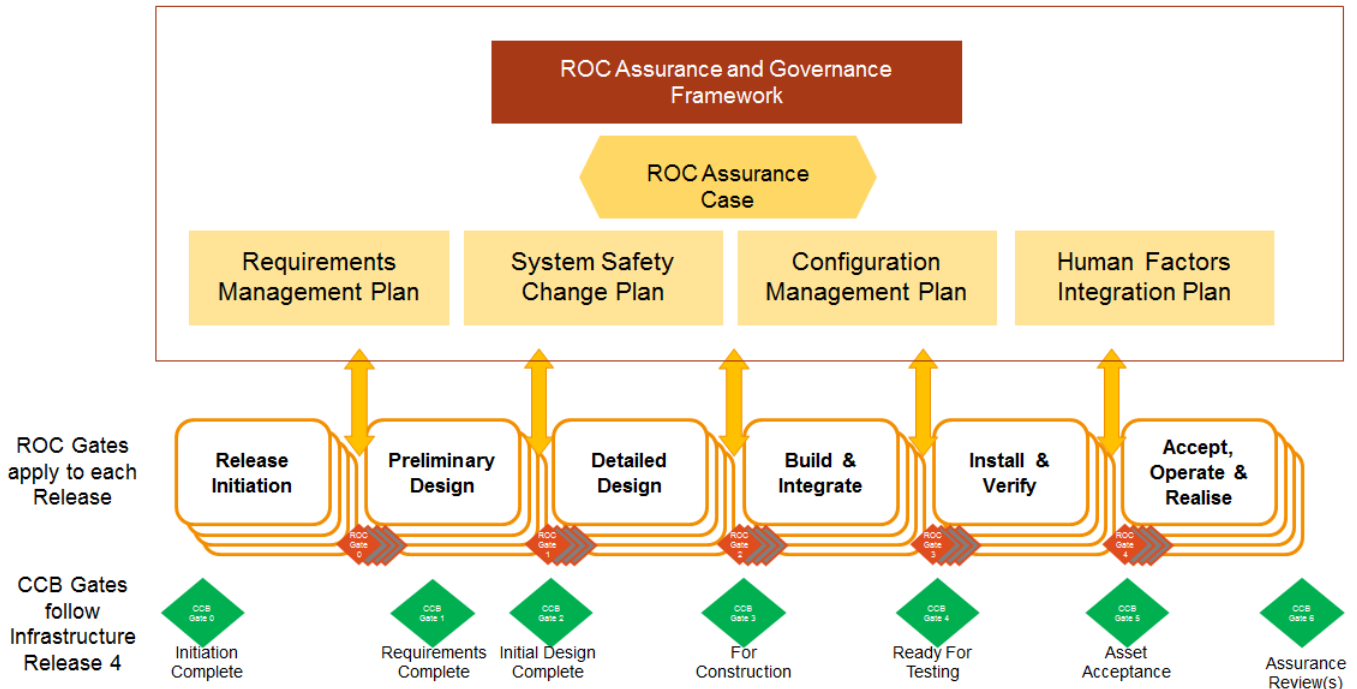 ROC Assurance and Governance
Framework
ROC Assurance
Case
Requirements
Management Plan
System Safety
Change Plan
Configuration
Management Plan
Human Factors
Integration Plan
ROC Gates
apply to each
Release
Release
Initiation
Preliminary
Design
Detailed
Design
Build &
Integrate
Install &
Verify
Accept,
Operate &
Realise
ROC
Gate
0
ROC
Gate
1
ROC
Gate
2
ROC
Gate
3
ROC
Gate
4
CCB Gates
follow
Infrastructure
Release 4
CCB
Gate 0
Initiation
Complete
CCB
Gate 1
Requirements
Complete
CCB
Gate 2
Initial Design
Complete
CCB
Gate 3
For
Construction
CCB
Gate 4
Ready For
Testing
CCB
Gate 5
Asset
Acceptance
CCB
Gate 6
Assurance
Review(s)